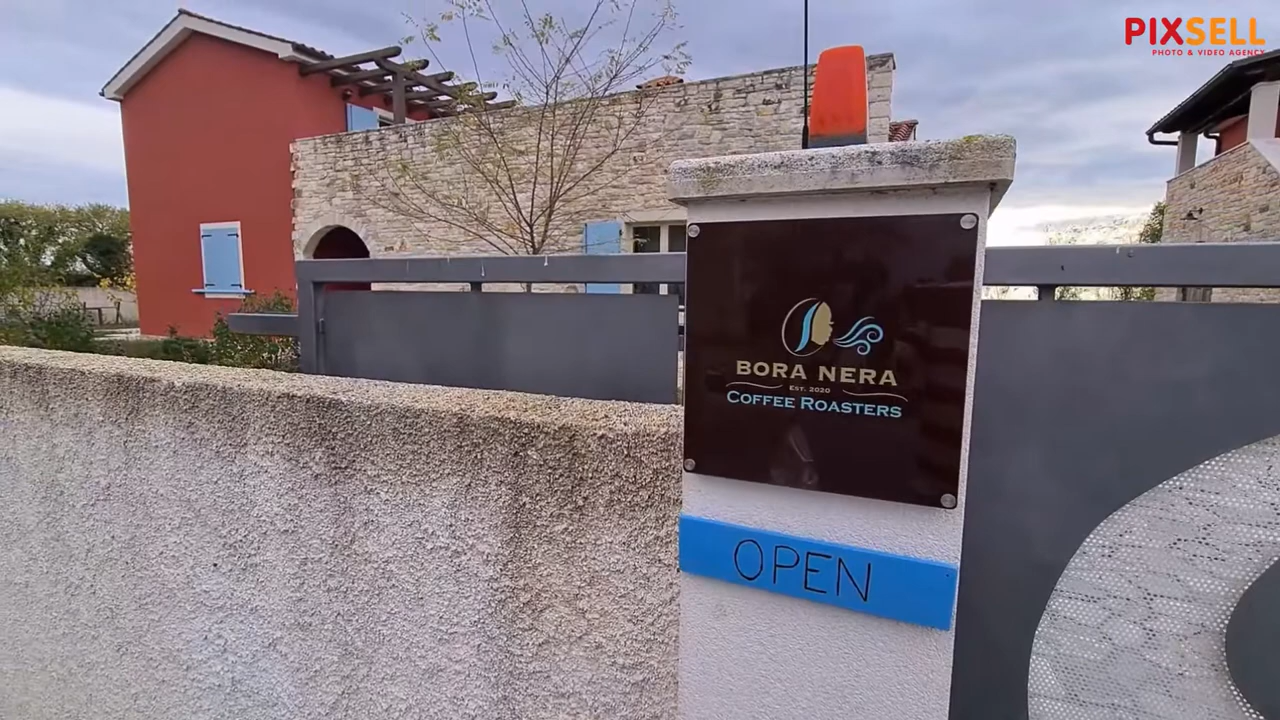 PIXSELL
PHOTO & VIDEO AGENCY
BORA NERA
EST. 2020
COFFEE ROASTERS
OPEN